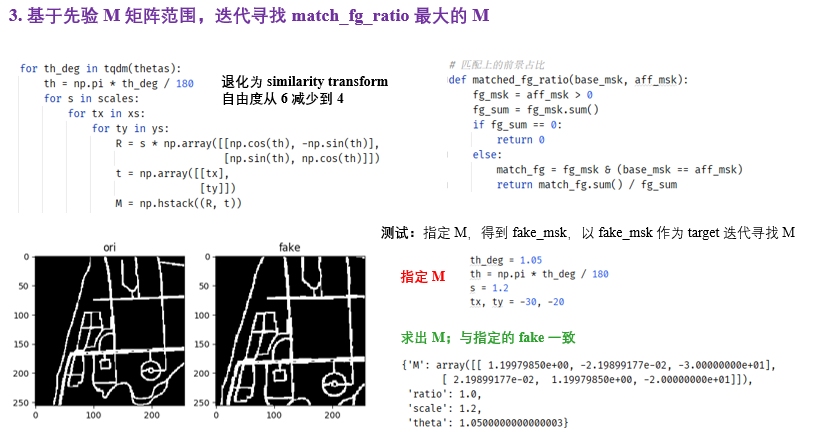 3. 基于先验 M 矩阵范围，迭代寻找 match_fg_ratio 最大的 M
for th_deg in tqdm(thetas):
    th = np.pi * th_deg / 180
    for s in scales:
        for tx in xs:
            for ty in ys:
                R = s * np.array([[np.cos(th), -np.sin(th)],
                                  [np.sin(th), np.cos(th)]])
                t = np.array([[tx],
                              [ty]])
                M = np.hstack((R, t))
退化为 similarity transform
自由度从 6 减少到 4
# 匹配上的前景占比
def matched_fg_ratio(base_msk, aff_msk):
    fg_msk = aff_msk > 0
    fg_sum = fg_msk.sum()
    if fg_sum == 0:
        return 0
    else:
        match_fg = fg_msk & (base_msk == aff_msk)
        return match_fg.sum() / fg_sum
ori
0
50
100
150
200
250
0
100
200
fake
0
50
100
150
200
250
0
100
200
测试：指定 M，得到 fake_msk，以 fake_msk 作为 target 迭代寻找 M
指定 M
th_deg = 1.05
th = np.pi * th_deg / 180
s = 1.2
tx, ty = -30, -20
求出 M；与指定的 fake 一致
{'M': array([[ 1.19979850e+00, -2.19899177e-02, -3.00000000e+01],
       [ 2.19899177e-02,  1.19979850e+00, -2.00000000e+01]]),
 'ratio': 1.0,
 'scale': 1.2,
 'theta': 1.0500000000000003}